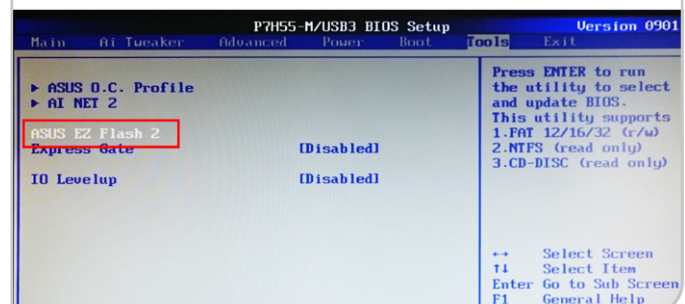 P7H55-M/USB3 BIOS Setup Version 0901
Main Ai Tweaker Advanced Power Boot Tools Exit
▶ ASUS O.C. Profile
▶ AI NET 2
ASUS EZ Flash 2
Express Gate [Disabled]
IO Levelup [Disabled]
Press ENTER to run
the utility to select
and update BIOS.
This utility supports
1.FAT 12/16/32 (r/w)
2.NTFS (read only)
3.CD-DISC (read only)
↔ Select Screen
↑↓ Select Item
Enter Go to Sub Screen
F1 General Help